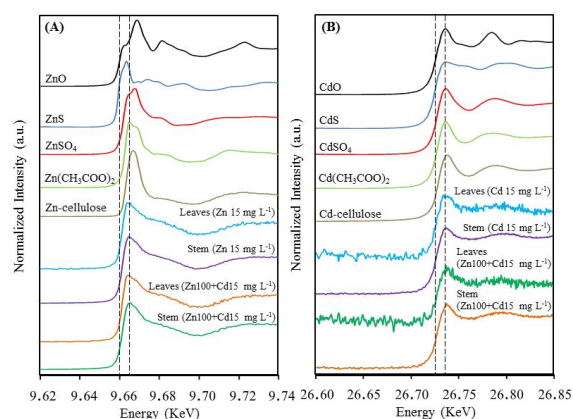 (A)
ZnO
ZnS
ZnSO₄
Zn(CH₃COO)₂
Zn-cellulose
Leaves (Zn 15 mg L⁻¹)
Stem (Zn 15 mg L⁻¹)
Leaves (Zn100+Cd15 mg L⁻¹)
Stem (Zn100+Cd15 mg L⁻¹)
Normalized Intensity (a.u.)
9.62 9.64 9.66 9.68 9.70 9.72 9.74
Energy (KeV)
(B)
CdO
CdS
CdSO₄
Cd(CH₃COO)₂
Cd-cellulose
Leaves (Cd 15 mg L⁻¹)
Stem (Cd 15 mg L⁻¹)
Leaves
(Zn100+Cd15 mg L⁻¹)
Stem
(Zn100+Cd15 mg L⁻¹)
Normalized Intensity (a.u.)
26.60 26.65 26.70 26.75 26.80 26.85
Energy (KeV)